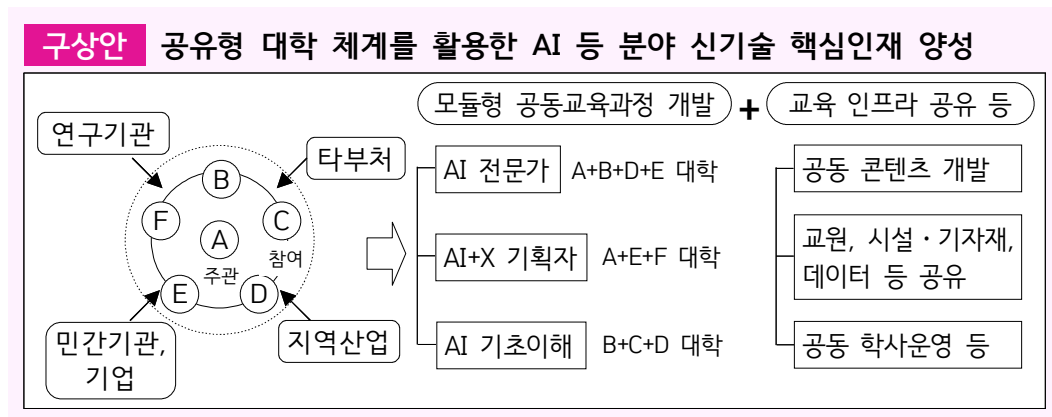 구상안 공유형 대학 체계를 활용한 AI 등 분야 신기술 핵심인재 양성
모듈형 공동교육과정 개발 + 교육 인프라 공유 등
연구기관
타부처
B
F
C
A
주관
참여
E
D
민간기관,
기업
지역산업
AI 전문가 A+B+D+E 대학
AI+X 기획자 A+E+F 대학
AI 기초이해 B+C+D 대학
공동 콘텐츠 개발
교원, 시설・기자재,
데이터 등 공유
공동 학사운영 등